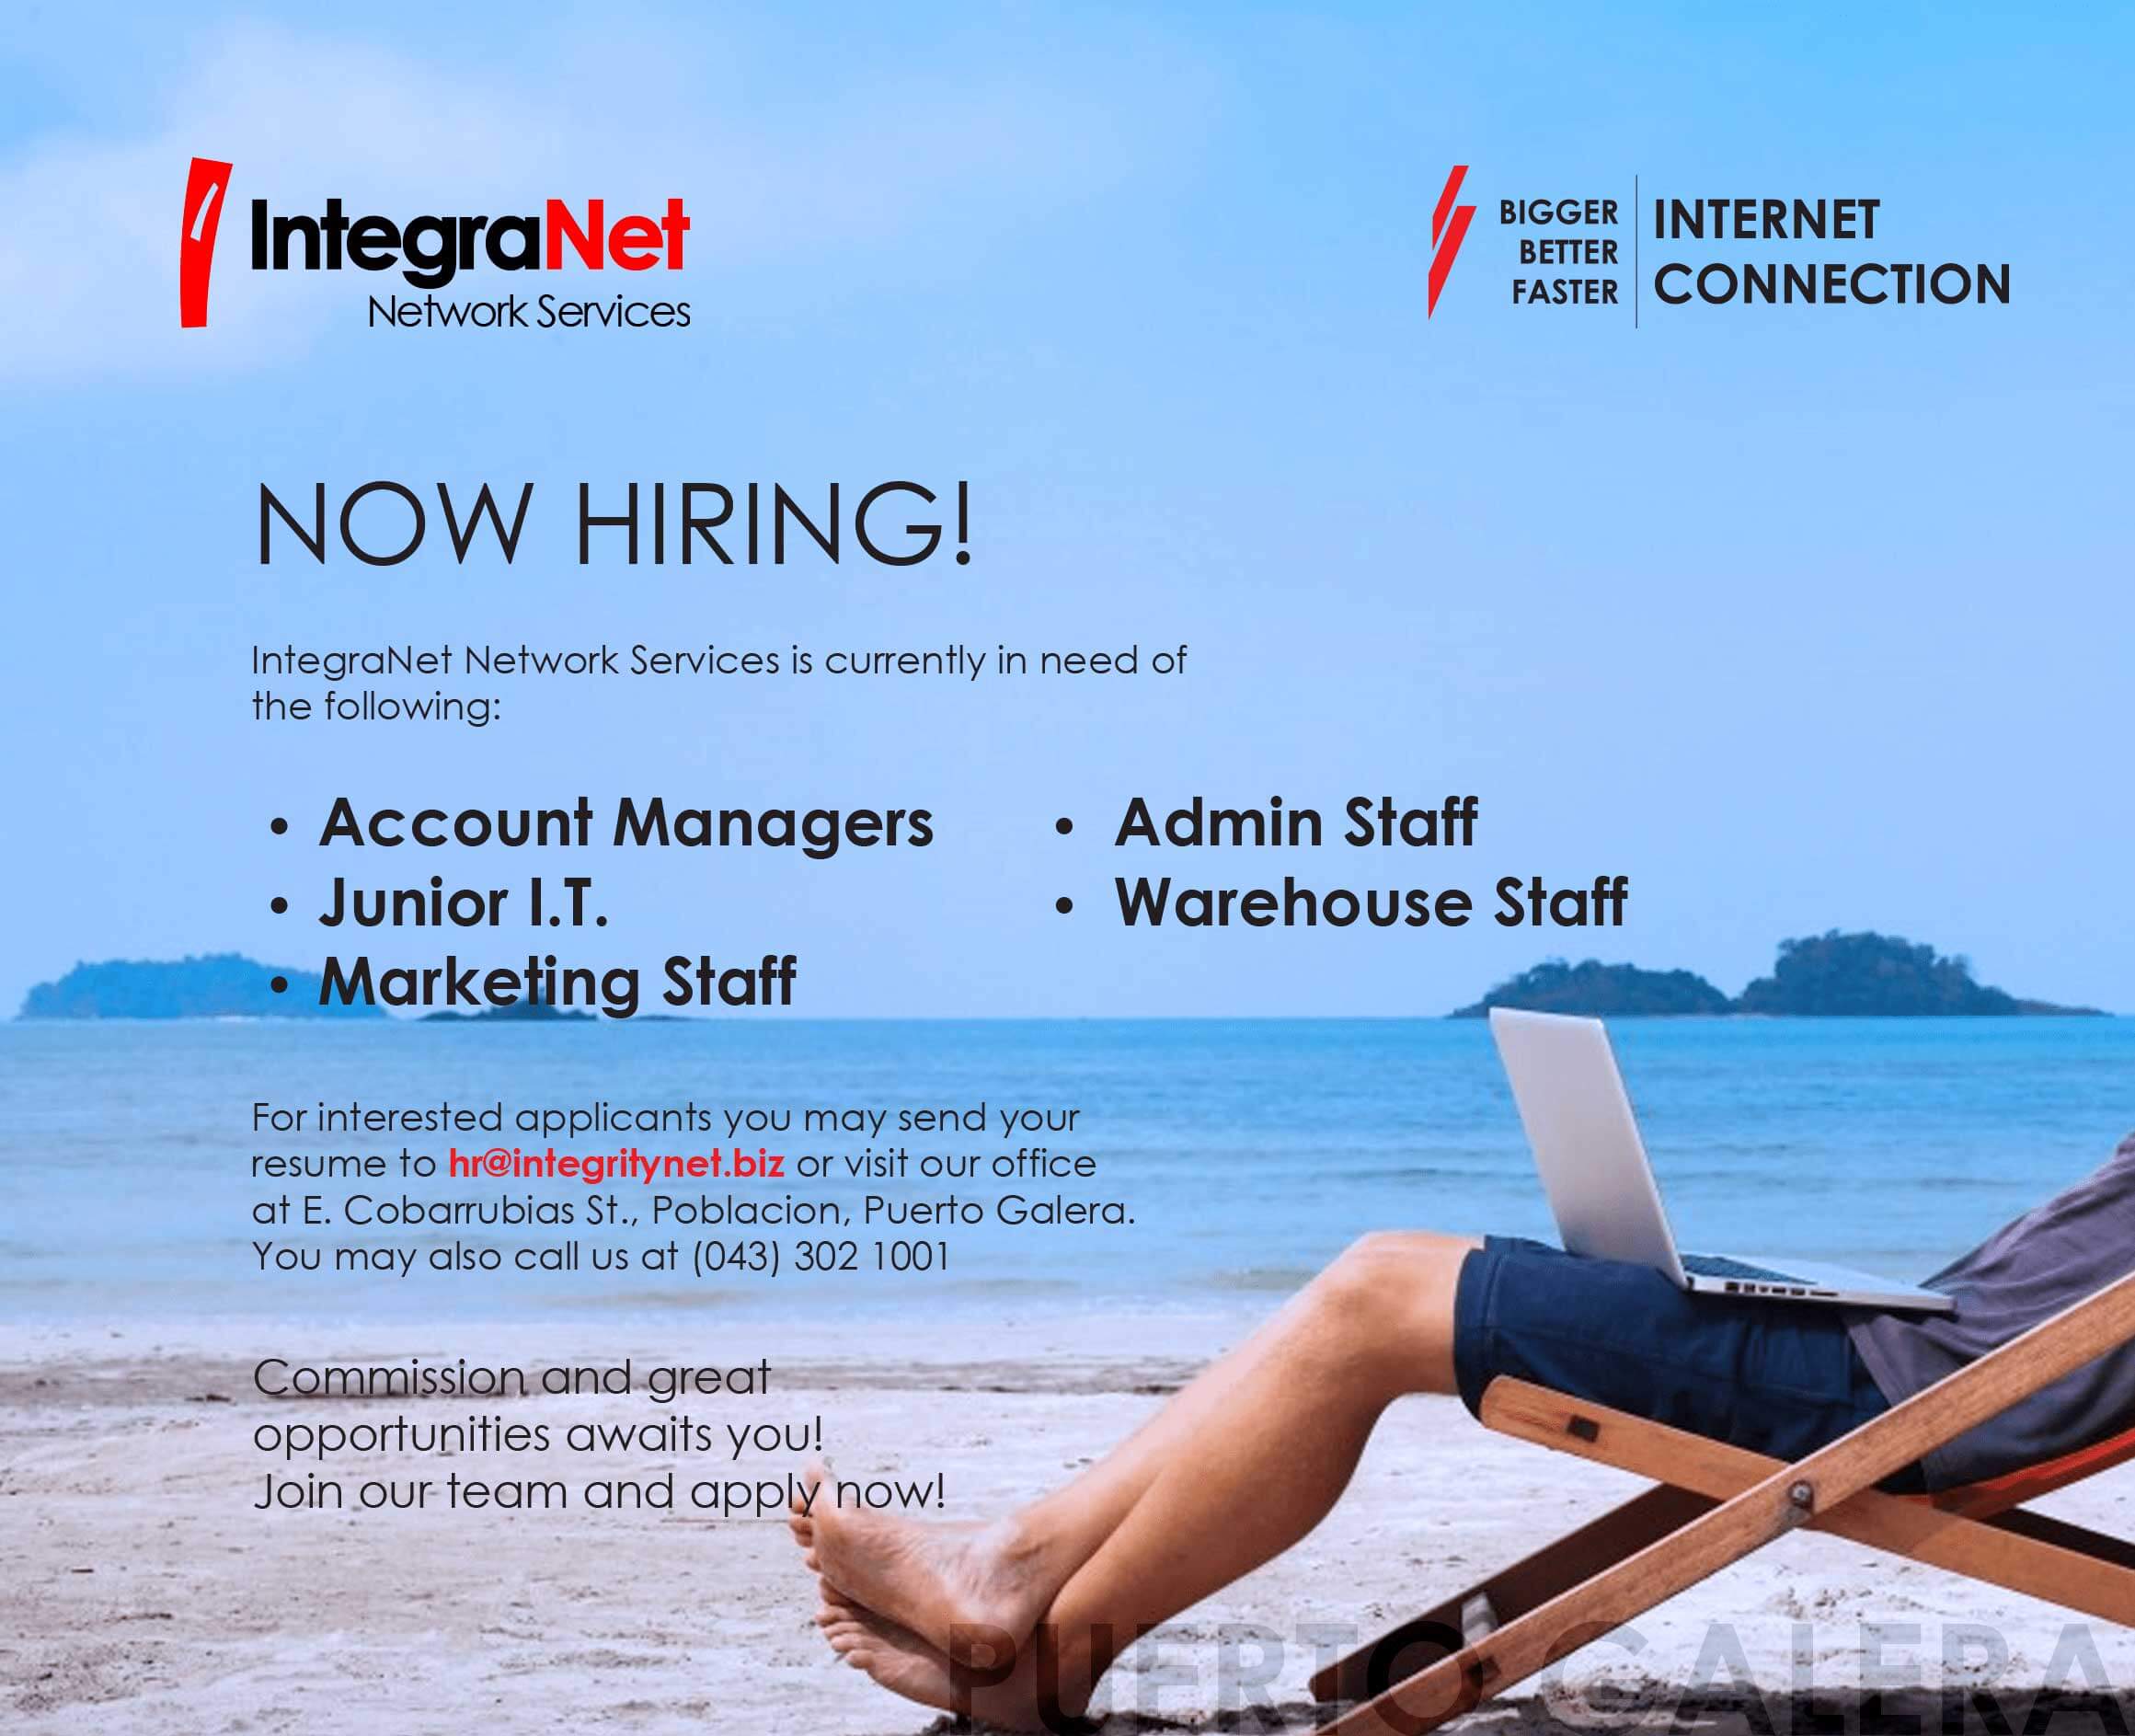 IntegraNet
Network Services
BIGGER
BETTER
FASTER
INTERNET
CONNECTION
NOW HIRING!
IntegraNet Network Services is currently in need of
the following:
• Account Managers
• Junior I.T.
• Marketing Staff
• Admin Staff
• Warehouse Staff
For interested applicants you may send your
resume to hr@integritynet.biz or visit our office
at E. Cobarrubias St., Poblacion, Puerto Galera.
You may also call us at (043) 302 1001
Commission and great
opportunities awaits you!
Join our team and apply now!
PUERTO GALERA